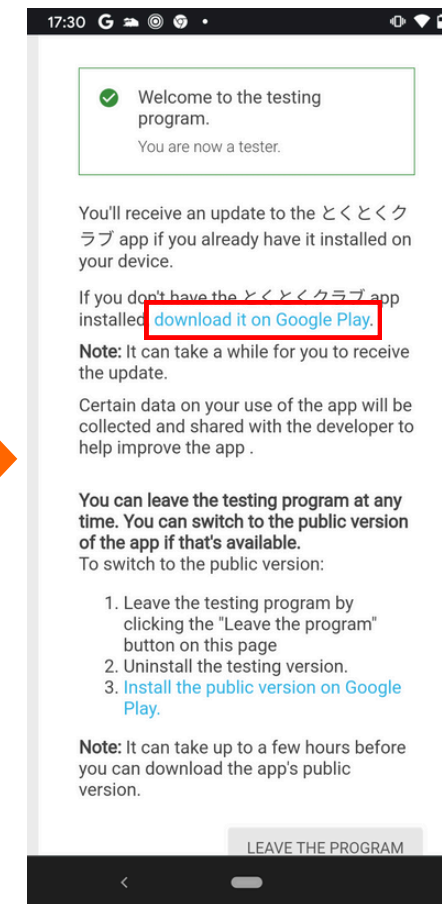 17:30 G
Welcome to the testing
program.
You are now a tester.
You'll receive an update to the とくとくク
ラブ app if you already have it installed on
your device.
If you don't have the とくとくクラブ app
installed, download it on Google Play.
Note: It can take a while for you to receive
the update.
Certain data on your use of the app will be
collected and shared with the developer to
help improve the app .
You can leave the testing program at any
time. You can switch to the public version
of the app if that's available.
To switch to the public version:
1. Leave the testing program by
clicking the "Leave the program"
button on this page
2. Uninstall the testing version.
3. Install the public version on Google
Play.
Note: It can take up to a few hours before
you can download the app's public
version.
LEAVE THE PROGRAM